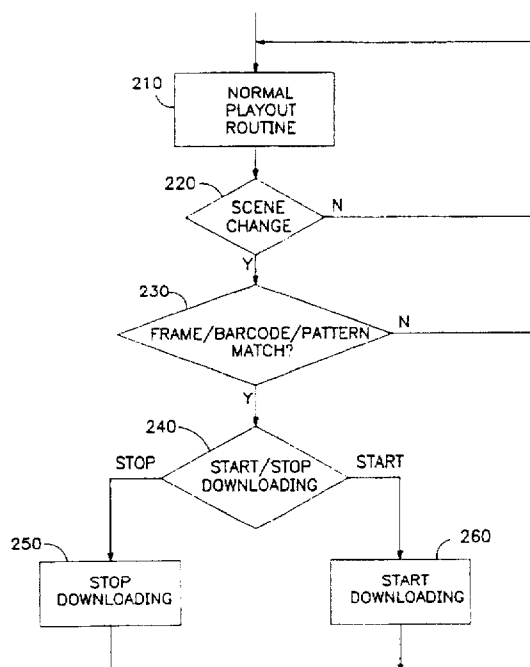 210
NORMAL
PLAYOUT
ROUTINE
220
SCENE
CHANGE
N
Y
230
FRAME/BARCODE/PATTERN
MATCH?
N
Y
240
STOP
START/STOP
DOWNLOADING
START
250
STOP
DOWNLOADING
260
START
DOWNLOADING